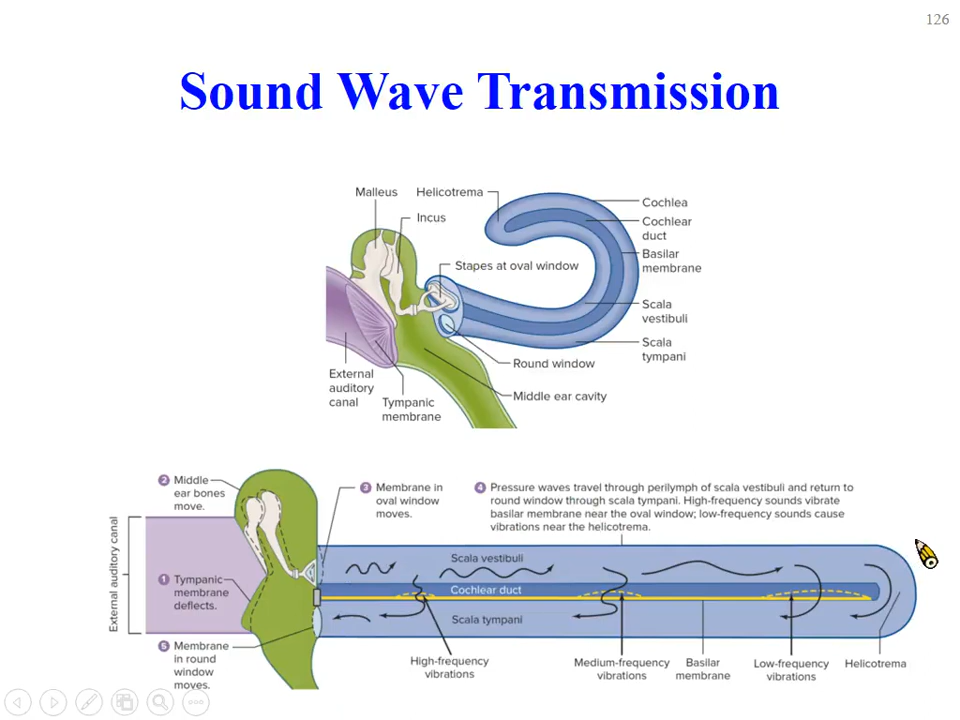 126
Sound Wave Transmission
Malleus
Helicotrema
Incus
Cochlea
Cochlear
duct
Basilar
membrane
Stapes at oval window
Scala
vestibuli
Scala
tympani
Round window
External
auditory
canal
Tympanic
membrane
Middle ear cavity
2 Middle
ear bones
move.
3 Membrane in
oval window
moves.
4 Pressure waves travel through perilymph of scala vestibuli and return to
round window through scala tympani. High-frequency sounds vibrate
basilar membrane near the oval window; low-frequency sounds cause
vibrations near the helicotrema.
External auditory canal
1 Tympanic
membrane
deflects.
5 Membrane
in round
window
moves.
Scala vestibuli
Cochlear duct
Scala tympani
High-frequency
vibrations
Medium-frequency
vibrations
Basilar
membrane
Low-frequency
vibrations
Helicotrema